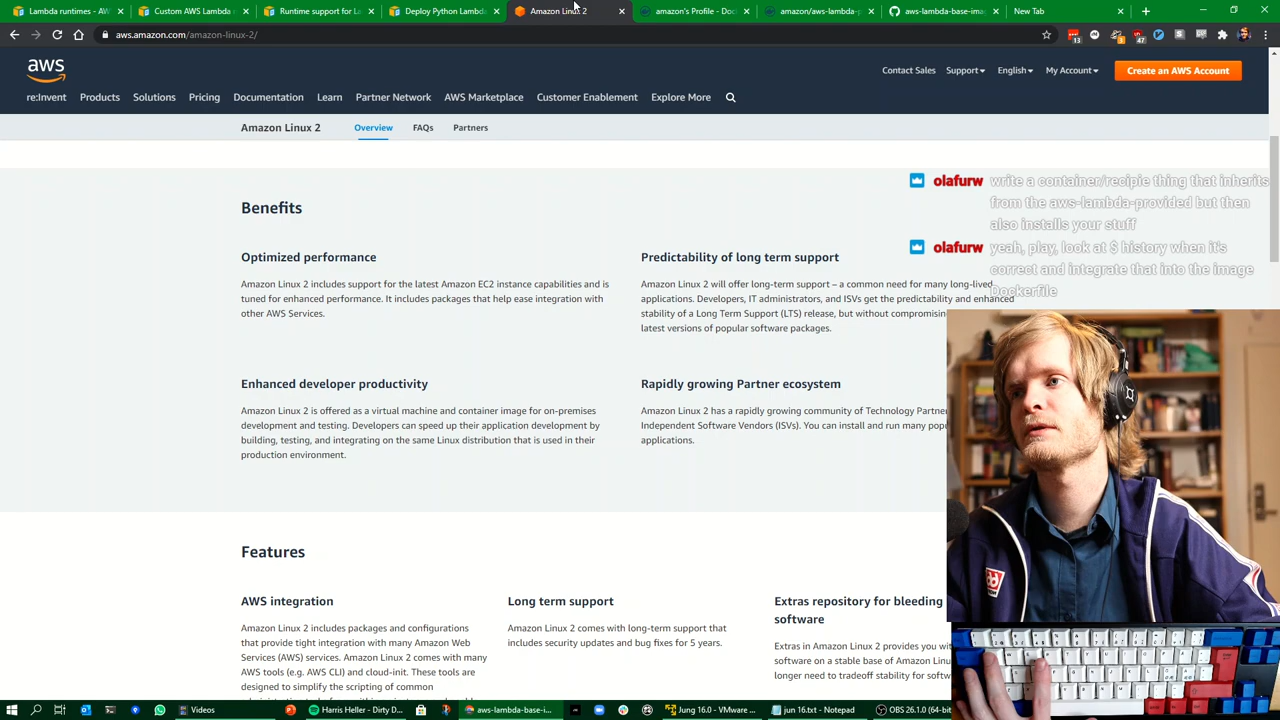 Lambda runtimes - AW
Custom AWS Lambda
Runtime support for La
Deploy Python Lambda
Amazon Linux 2
amazon's Profile - Doc
amazon/aws-lambda-p
aws-lambda-base-imag
New Tab
aws.amazon.com/amazon-linux-2/
aws
Contact Sales Support English My Account Create an AWS Account
re:Invent Products Solutions Pricing Documentation Learn Partner Network AWS Marketplace Customer Enablement Explore More
Amazon Linux 2 Overview FAQs Partners
olafurw write a container/recipie thing that inherits
from the aws-lambda-provided but then
also installs your stuff
olafurw yeah, play, look at $ history when it's
correct and integrate that into the image
Dockerfile
Benefits
Optimized performance
Amazon Linux 2 includes support for the latest Amazon EC2 instance capabilities and is
tuned for enhanced performance. It includes packages that help ease integration with
other AWS Services.
Predictability of long term support
Amazon Linux 2 will offer long-term support – a common need for many long-lived
applications. Developers, IT administrators, and ISVs get the predictability and enhanced
stability of a Long Term Support (LTS) release, but without compromisin
latest versions of popular software packages.
Enhanced developer productivity
Amazon Linux 2 is offered as a virtual machine and container image for on-premises
development and testing. Developers can speed up their application development by
building, testing, and integrating on the same Linux distribution that is used in their
production environment.
Rapidly growing Partner ecosystem
Amazon Linux 2 has a rapidly growing community of Technology Partne
Independent Software Vendors (ISVs). You can install and run many pop
applications.
Features
AWS integration
Amazon Linux 2 includes packages and configurations
that provide tight integration with many Amazon Web
Services (AWS) services. Amazon Linux 2 comes with many
AWS tools (e.g. AWS CLI) and cloud-init. These tools are
designed to simplify the scripting of common
Long term support
Amazon Linux 2 comes with long-term support that
includes security updates and bug fixes for 5 years.
Extras repository for bleeding
software
Extras in Amazon Linux 2 provides you wi
software on a stable base of Amazon Linu
longer need to tradeoff stability for softw
Videos
Harris Heller - Dirty D...
aws-lambda-base-i...
Jung 16.0 - VMware ...
jun 16.txt - Notepad
OBS 26.1.0 (64-bit